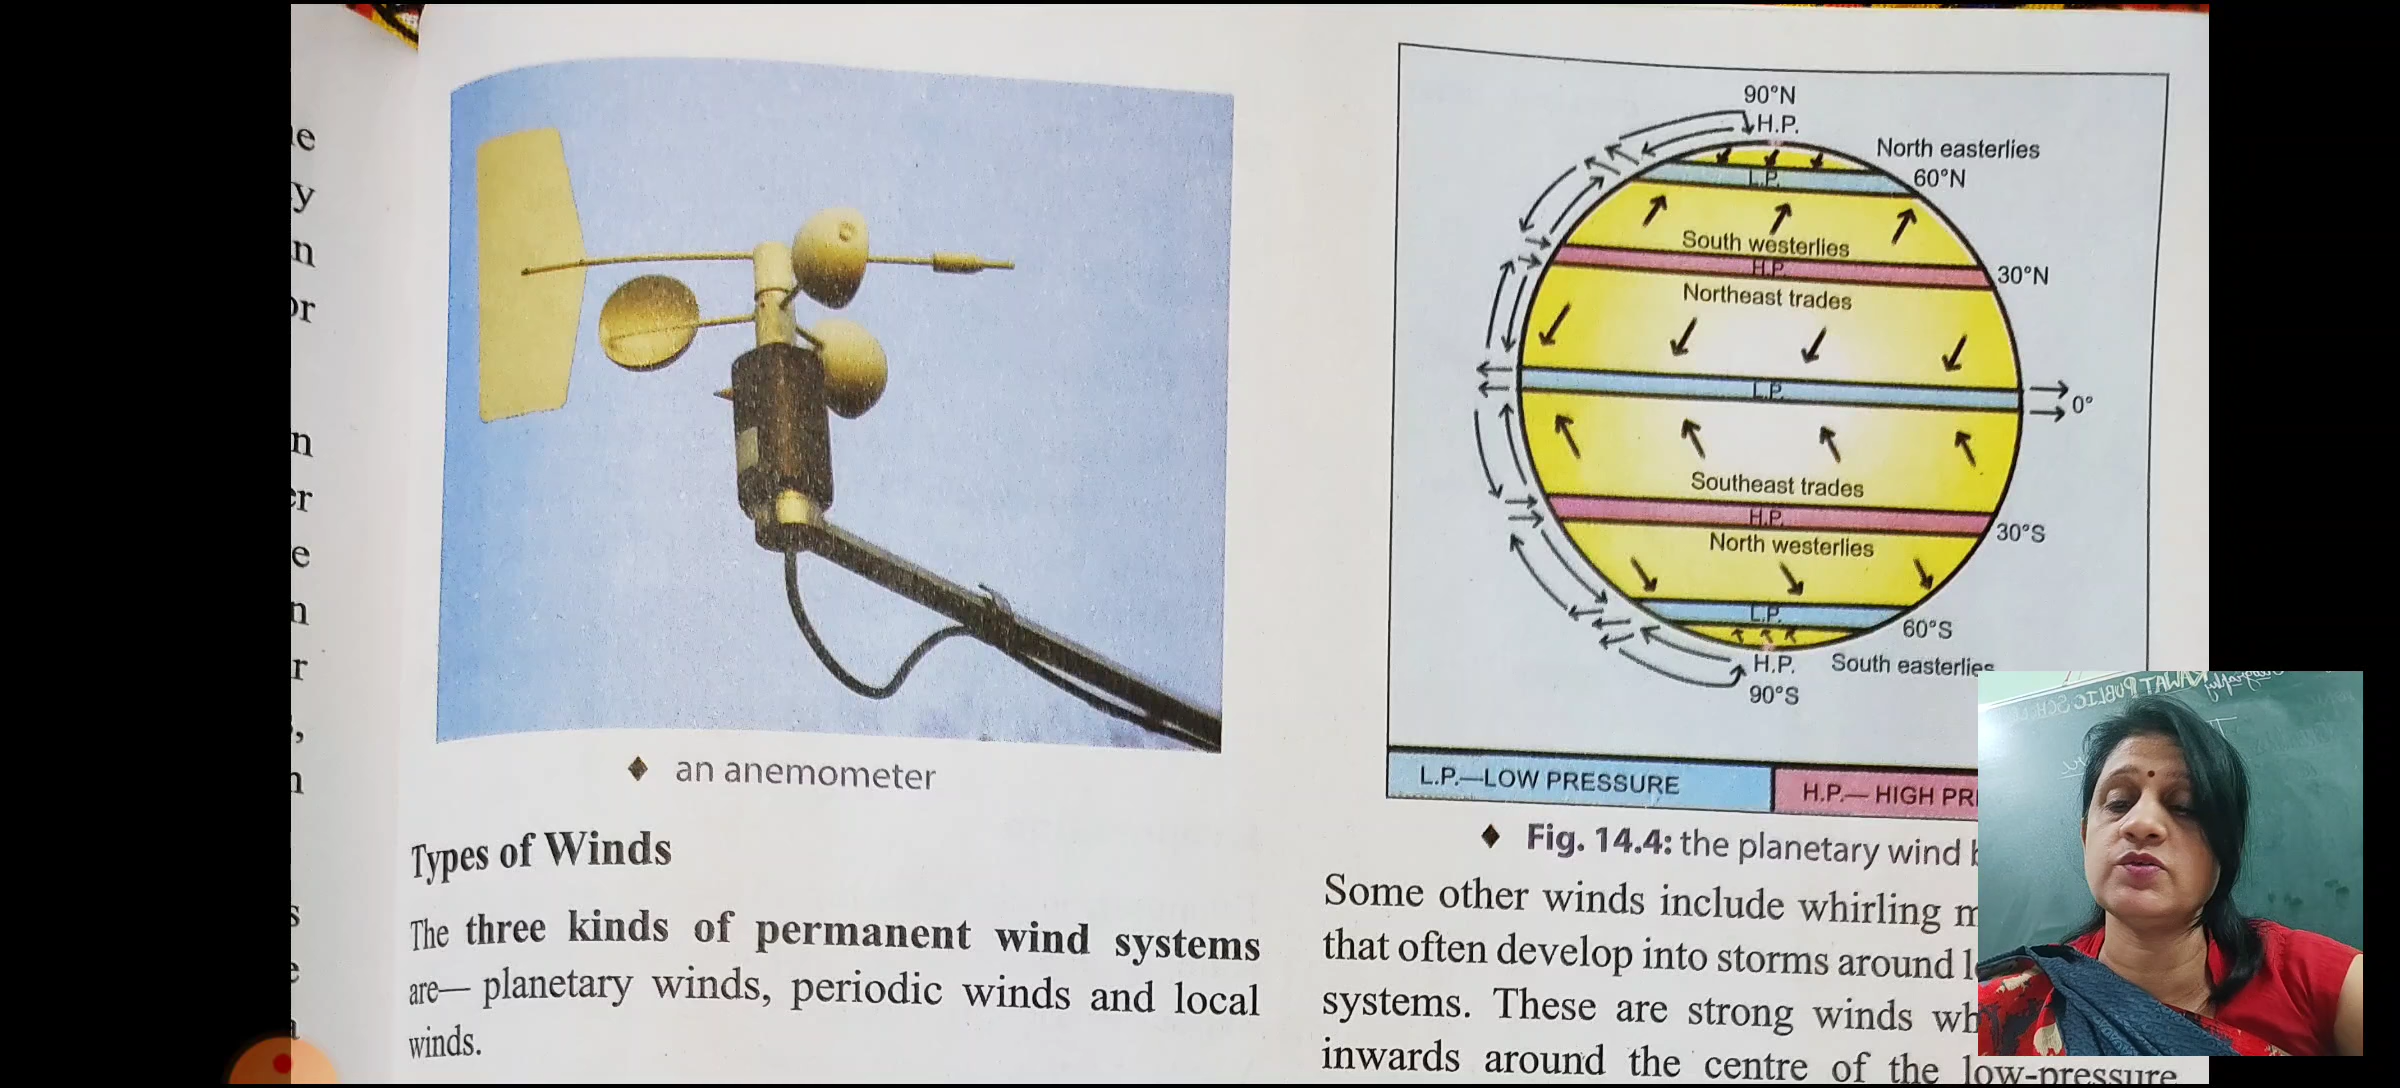 an anemometer
Types of Winds
The three kinds of permanent wind systems
are— planetary winds, periodic winds and local
winds.
90°N
H.P.
North easterlies
L.P.
60°N
South westerlies
H.P.
30°N
Northeast trades
L.P.
0°
Southeast trades
H.P.
30°S
North westerlies
L.P.
60°S
H.P.
South easterlies
90°S
L.P.—LOW PRESSURE
H.P.— HIGH
Fig. 14.4: the planetary wind
Some other winds include whirling
that often develop into storms around
systems. These are strong winds
inwards around the centre of the low-pressure
PUBLIC